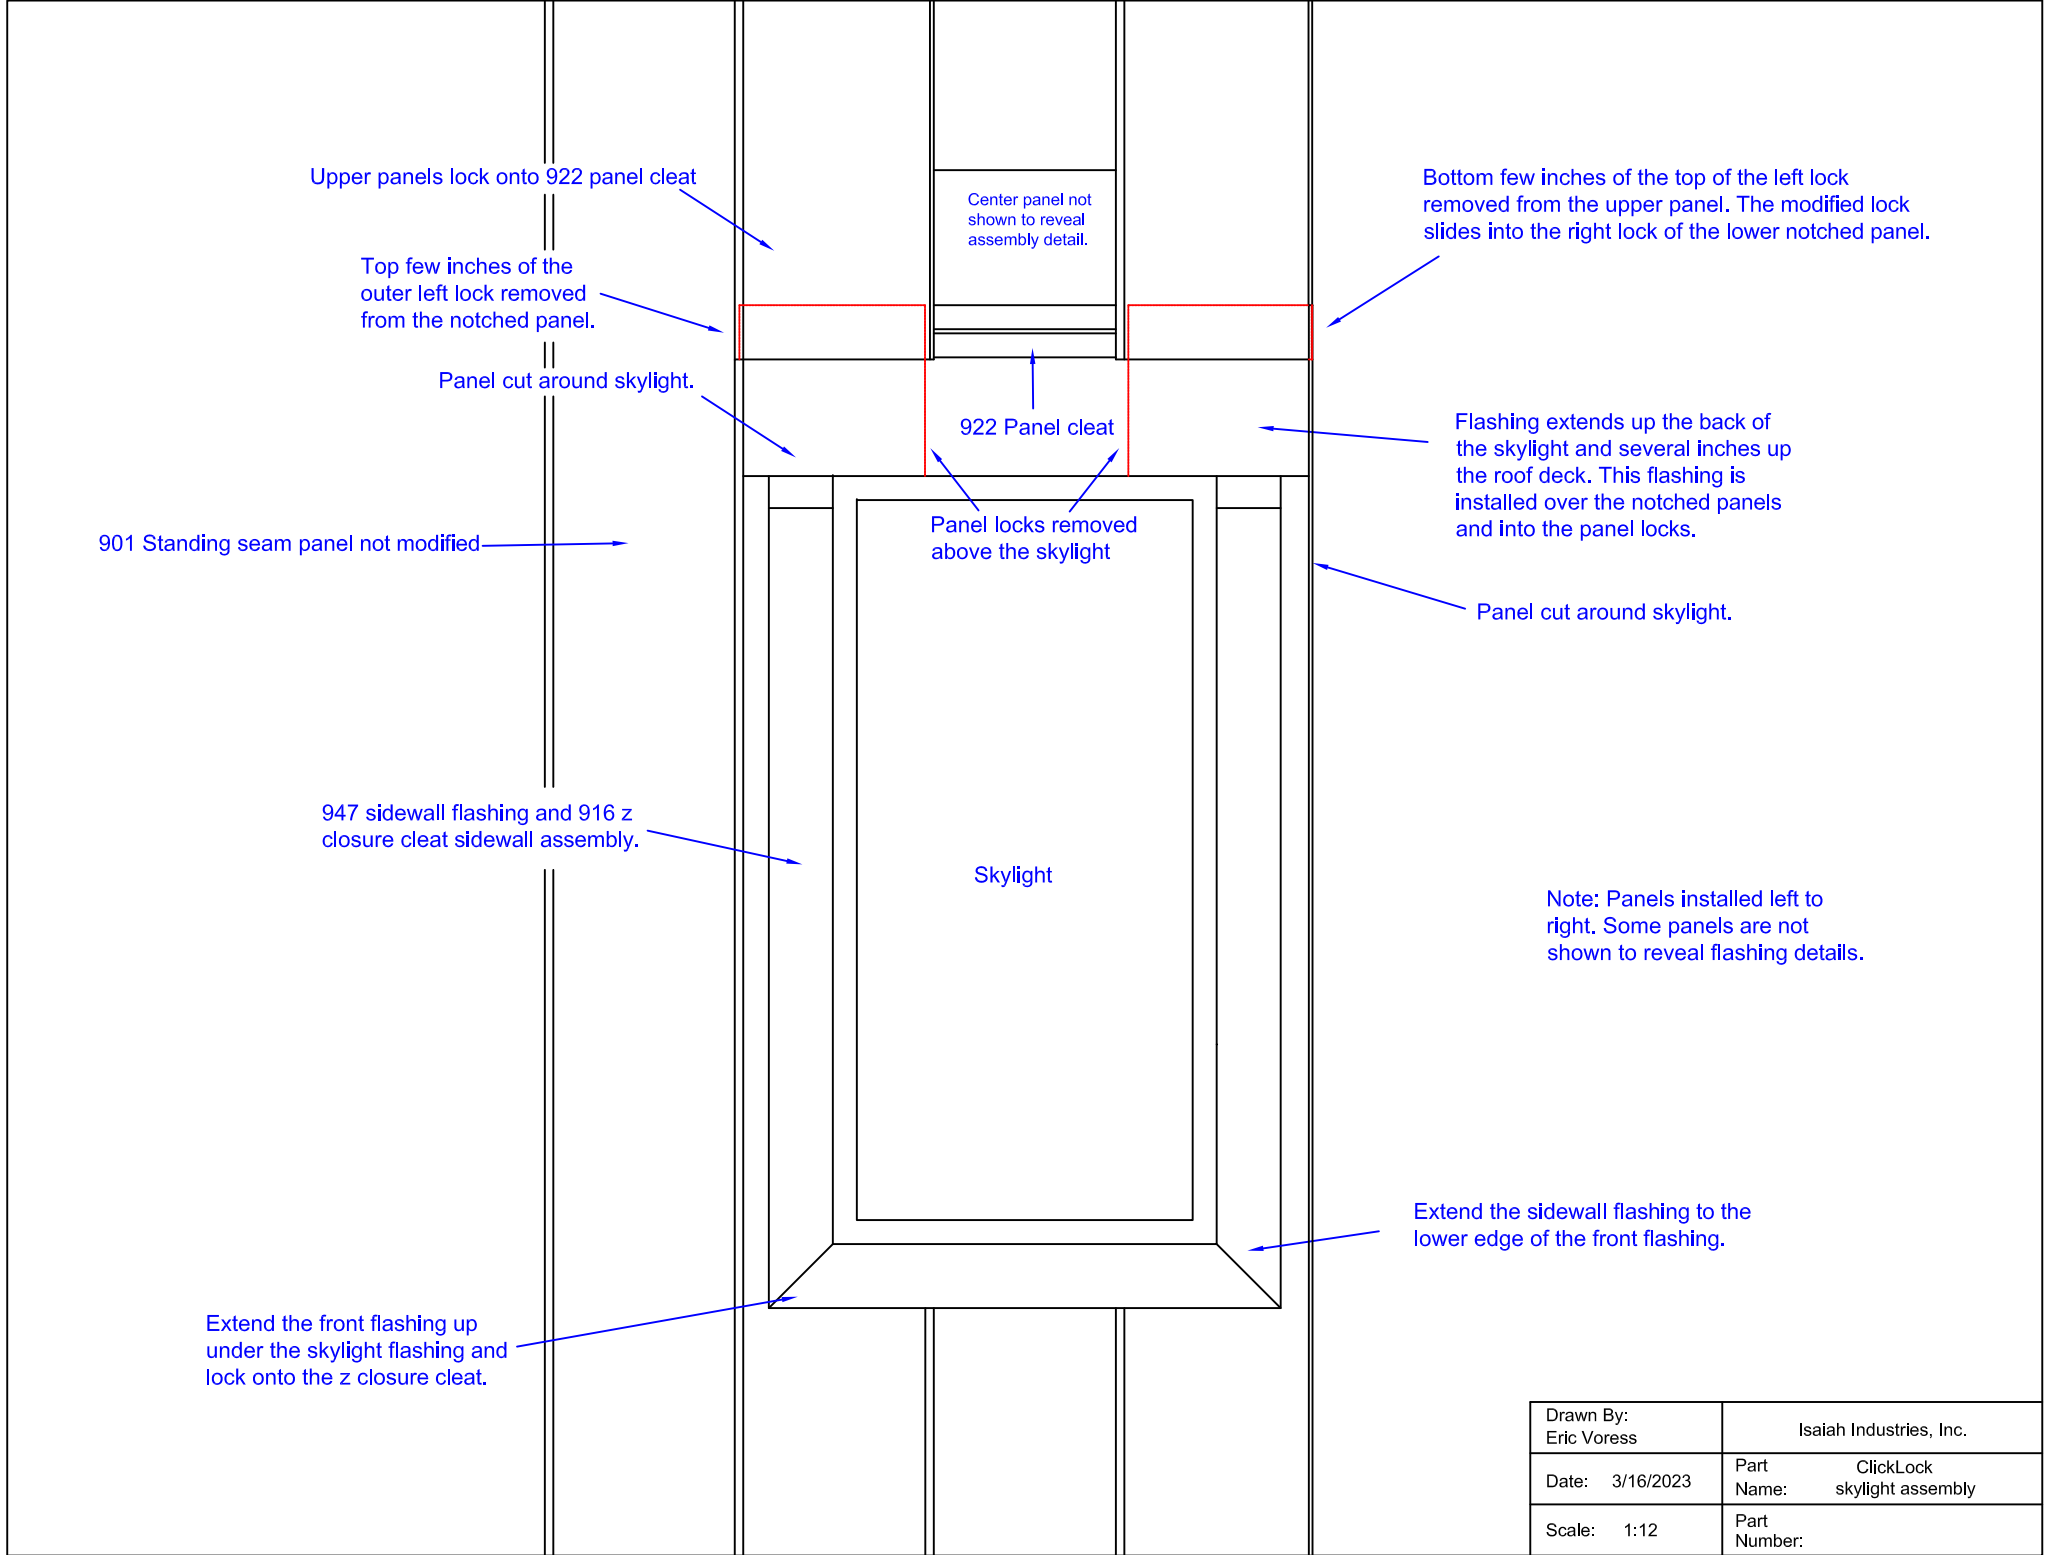 Upper panels lock onto 922 panel cleat
Top few inches of the
outer left lock removed
from the notched panel.
Panel cut around skylight.
Center panel not
shown to reveal
assembly detail.
Bottom few inches of the top of the left lock
removed from the upper panel. The modified lock
slides into the right lock of the lower notched panel.
922 Panel cleat
Flashing extends up the back of
the skylight and several inches up
the roof deck. This flashing is
installed over the notched panels
and into the panel locks.
Panel locks removed
above the skylight
901 Standing seam panel not modified
Panel cut around skylight.
947 sidewall flashing and 916 z
closure cleat sidewall assembly.
Skylight
Note: Panels installed left to
right. Some panels are not
shown to reveal flashing details.
Extend the sidewall flashing to the
lower edge of the front flashing.
Extend the front flashing up
under the skylight flashing and
lock onto the z closure cleat.
Drawn By:
Eric Voress
Isaiah Industries, Inc.
Date: 3/16/2023
Part Name: ClickLock
skylight assembly
Scale: 1:12
Part
Number: